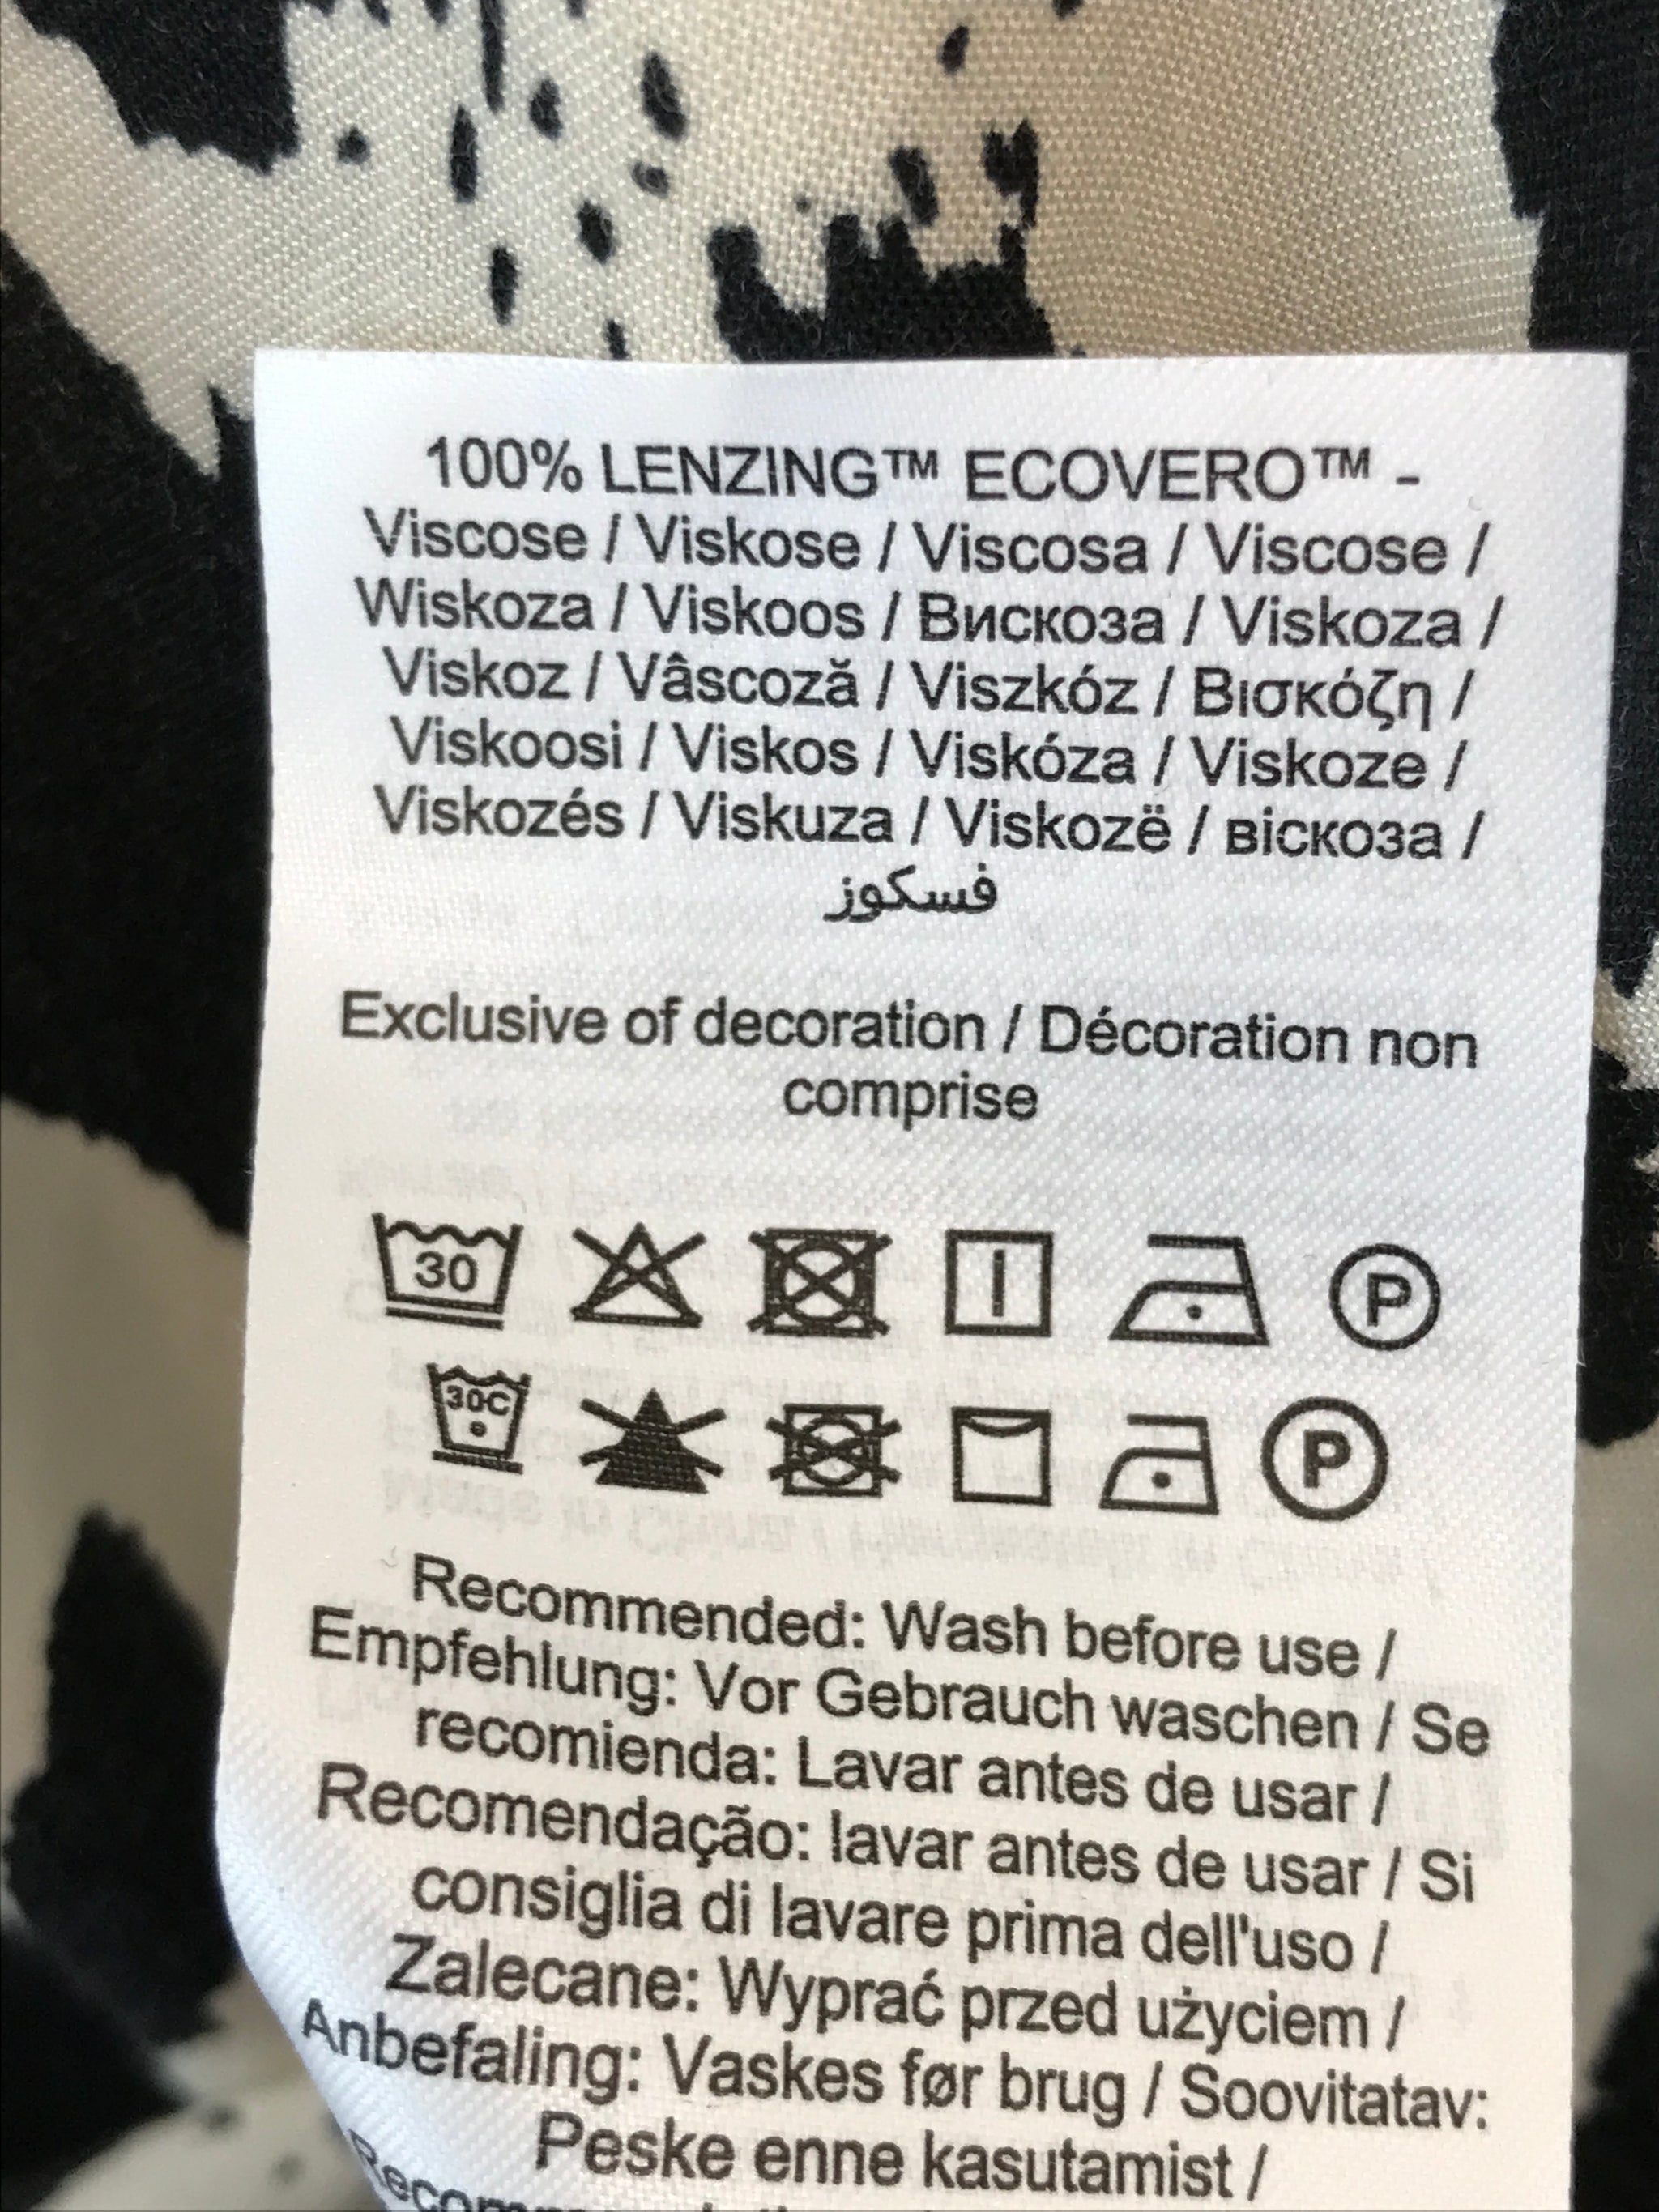 100% LENZING™ ECOVERO™ -
Viscose / Viskose / Viscosa / Viscose /
Wiskoza / Viskoos / Вискоза / Viskoza /
Viskoz / Vâscoză / Viszkóz / Βισκόζη /
Viskoosi / Viskos / Viskóza / Viskoze /
Viskozés / Viskuza / Viskozë / віскоза /
فسكوز
Exclusive of decoration / Décoration non
comprise
30 P
30C P
Recommended: Wash before use /
Empfehlung: Vor Gebrauch waschen / Se
recomienda: Lavar antes de usar /
Recomendação: lavar antes de usar / Si
consiglia di lavare prima dell'uso /
Zalecane: Wyprać przed użyciem /
Anbefaling: Vaskes før brug / Soovitatav:
Peske enne kasutamist /